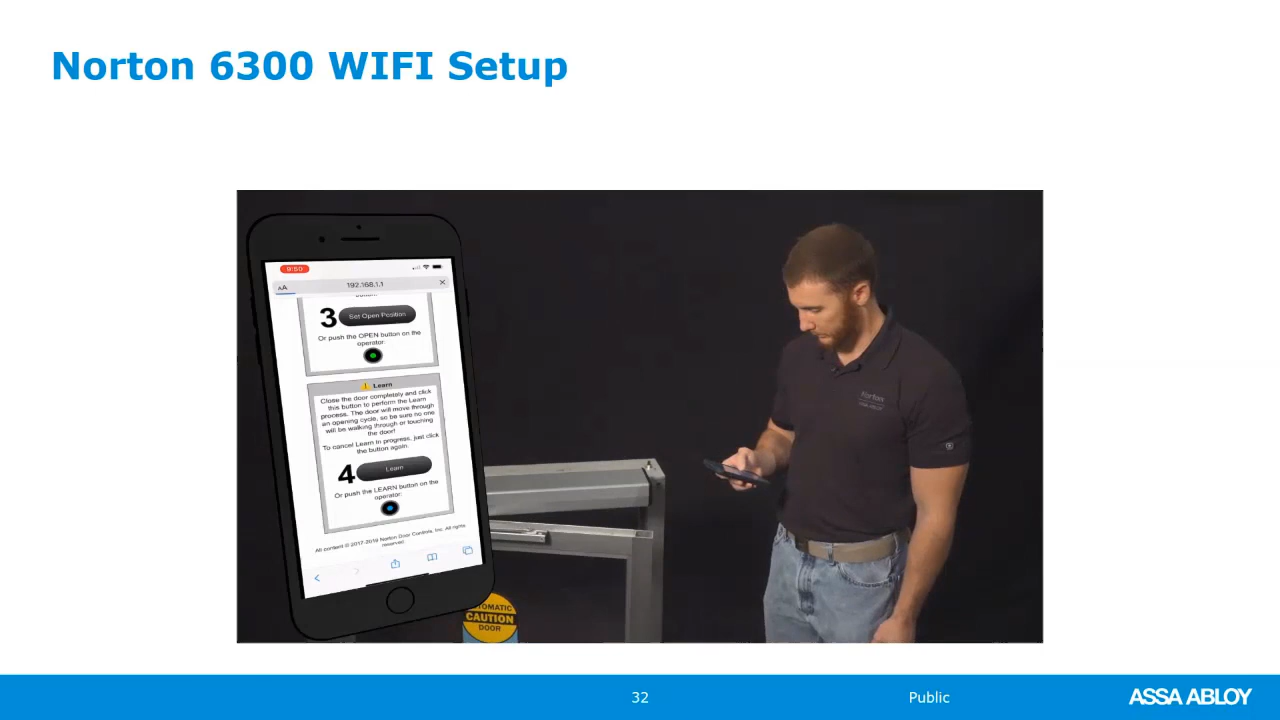 Norton 6300 WIFI Setup
9:50
AA 192.168.1.1
3 Set Open Position
Or push the OPEN button on the
operator:
Learn
Close the door completely and click
this button to perform the Learn
process. The door will move through
an opening cycle, so be sure no one
will be walking through or touching
the door!
To cancel Learn in progress, just click
the button again.
4 Learn
Or push the LEARN button on the
operator:
All content © 2017-2019 Norton Door Controls, Inc. All rights
reserved.
Norton
AUTOMATIC
CAUTION
DOOR
32
Public
ASSA ABLOY